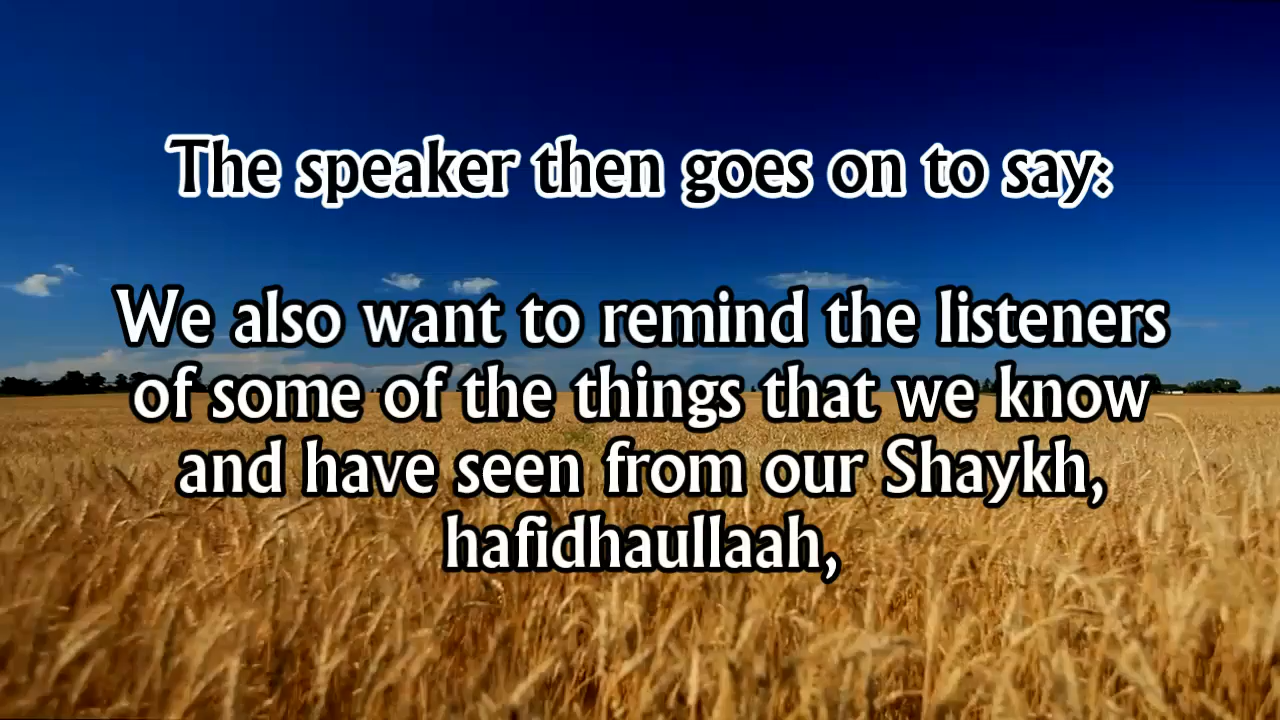 The speaker then goes on to say:
We also want to remind the listeners
of some of the things that we know
and have seen from our Shaykh,
hafidhaullaah,